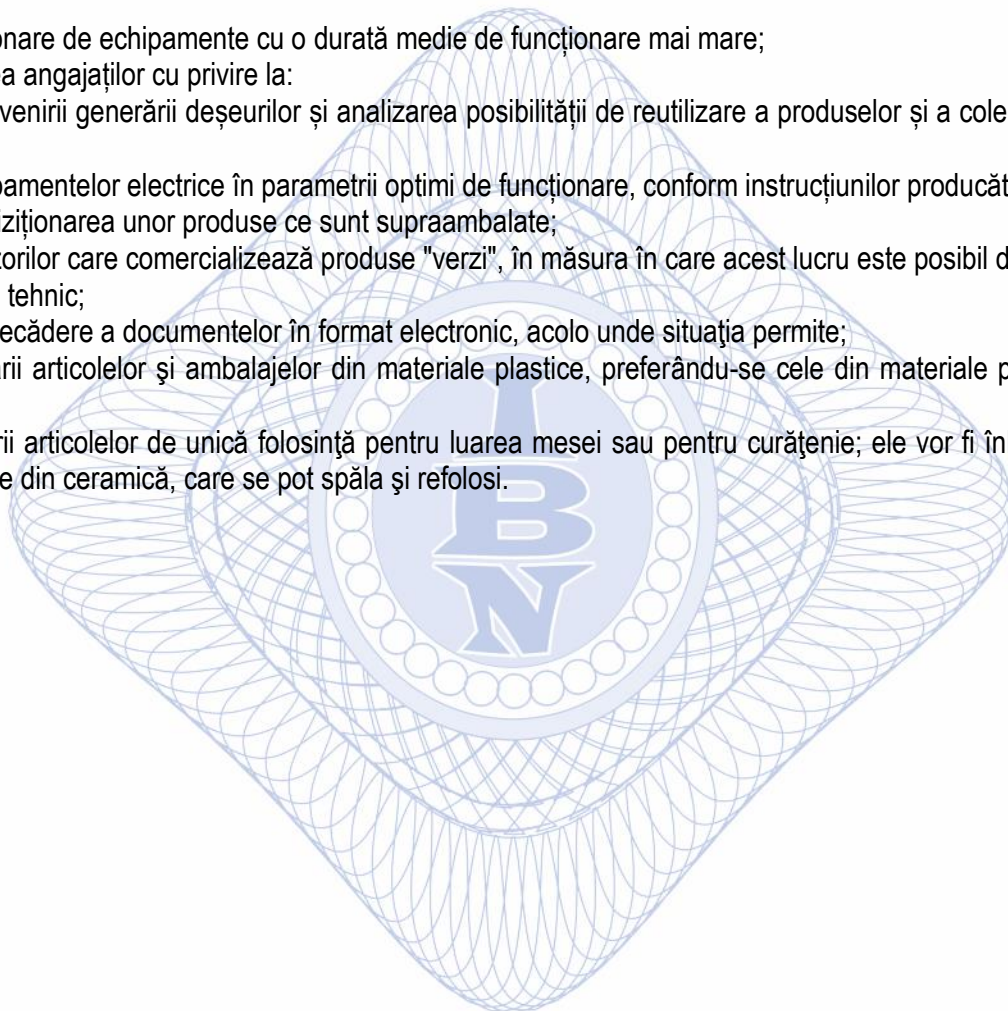 onare de echipamente cu o durată medie de funcționare mai mare;
a angajaților cu privire la:
venirii generării deșeurilor și analizarea posibilității de reutilizare a produselor și a cole
pamentelor electrice în parametrii optimi de funcționare, conform instrucțiunilor producăt
iziționarea unor produse ce sunt supraambalate;
torilor care comercializează produse "verzi", în măsura în care acest lucru este posibil d
tehnic;
ecădere a documentelor în format electronic, acolo unde situaţia permite;
rii articolelor şi ambalajelor din materiale plastice, preferându-se cele din materiale p
rii articolelor de unică folosinţă pentru luarea mesei sau pentru curăţenie; ele vor fi în
e din ceramică, care se pot spăla şi refolosi.
I
B
N